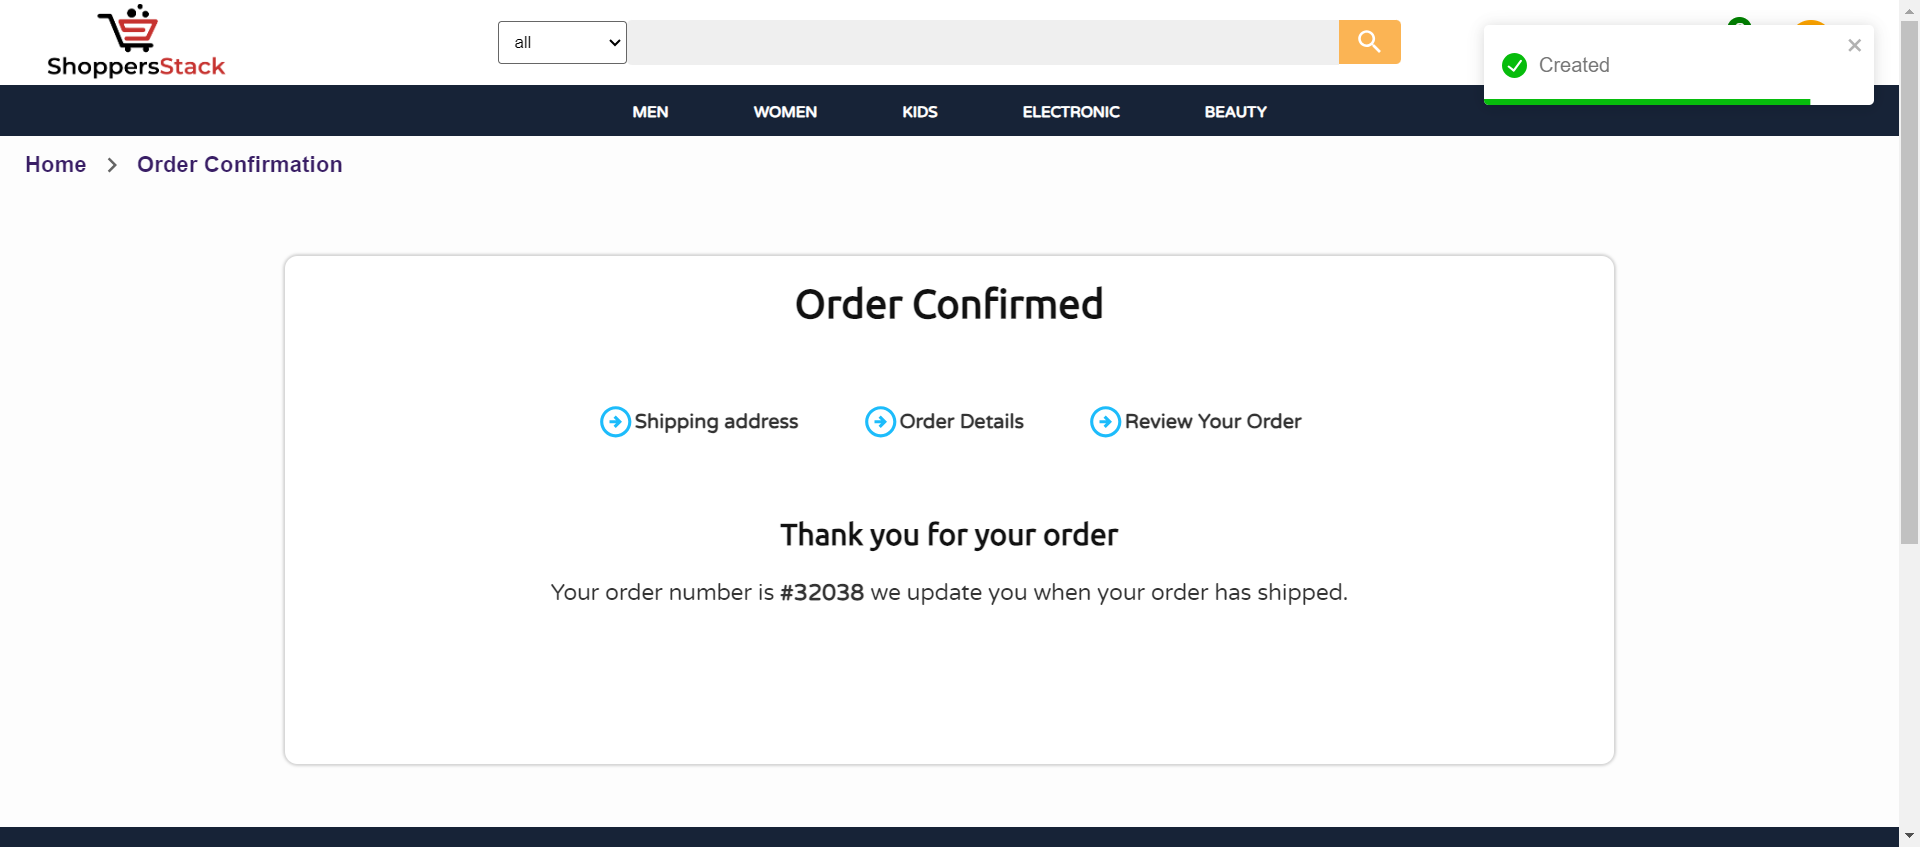 ShoppersStack
all
Created
MEN WOMEN KIDS ELECTRONIC BEAUTY
Home > Order Confirmation
Order Confirmed
Shipping address Order Details Review Your Order
Thank you for your order
Your order number is #32038 we update you when your order has shipped.